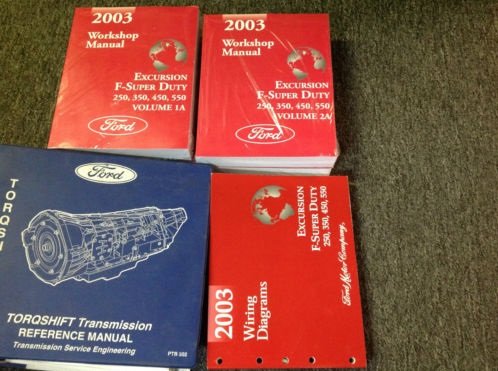 2003
Workshop
Manual
EXCURSION
F-SUPER DUTY
250, 350, 450, 550
VOLUME 1A
Ford
2003
Workshop
Manual
EXCURSION
F-SUPER DUTY
250, 350, 450, 550
VOLUME 2A
Ford
TORQSH
Ford
TORQSHIFT Transmission
REFERENCE MANUAL
Transmission Service Engineering
2003
Wiring
Diagrams
EXCURSION
F-SUPER DUTY
250, 350, 450, 550
Ford Motor Company,